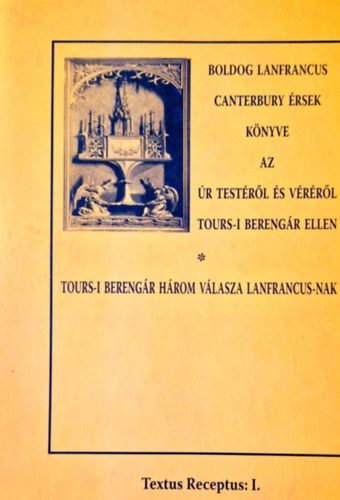 BOLDOG LANFRANCUS
CANTERBURY ÉRSEK
KÖNYVE
AZ
ÚR TESTÉRŐL ÉS VÉRÉRŐL
TOURS-I BERENGÁR ELLEN
*
TOURS-I BERENGÁR HÁROM VÁLASZA LANFRANCUS-NAK
Textus Receptus: I.